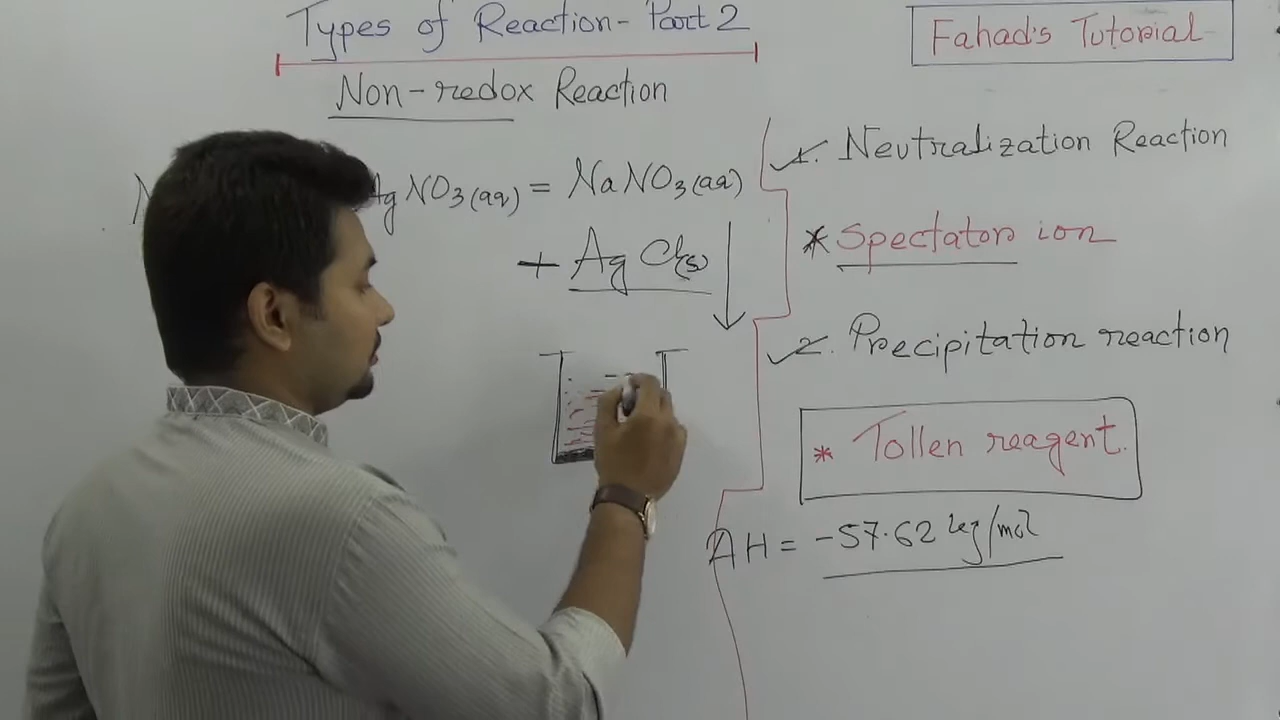 Types of Reaction- Part 2
Fahad's Tutorial
Non-redox Reaction
AgNO3(aq) = NaNO3(aq)
+ AgCl(s)
1. Neutralization Reaction
* Spectator ion
2. Precipitation reaction
* Tollen reagent.
ΔH = -57.62 kj/mol